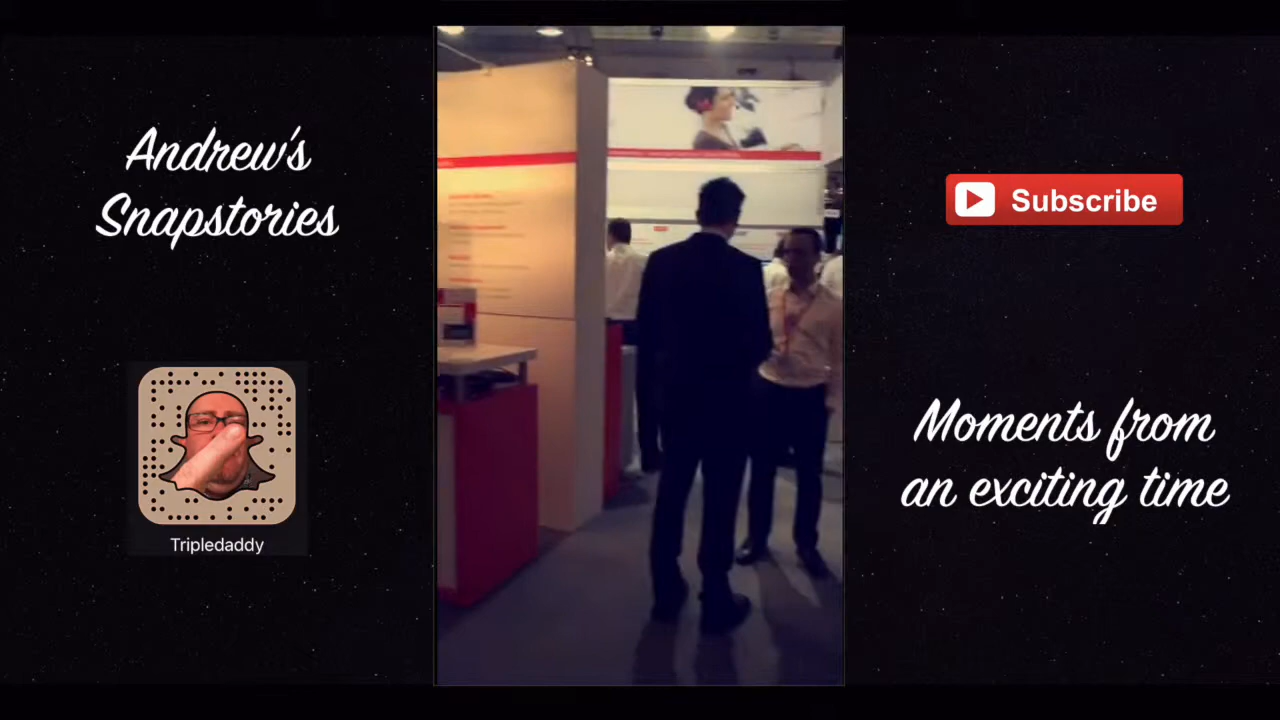 Andrew's
Snapstories
Tripledaddy
Subscribe
Moments from
an exciting time